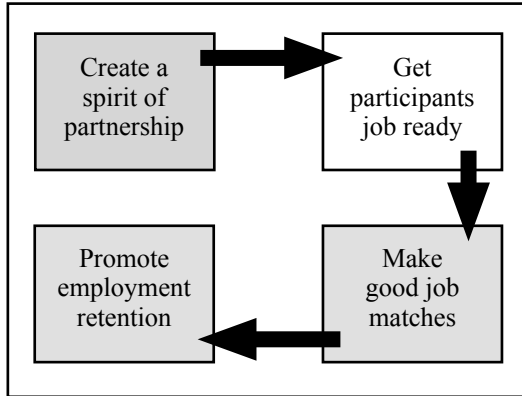 Create a
spirit of
partnership
Get
participants
job ready
Make
good job
matches
Promote
employment
retention